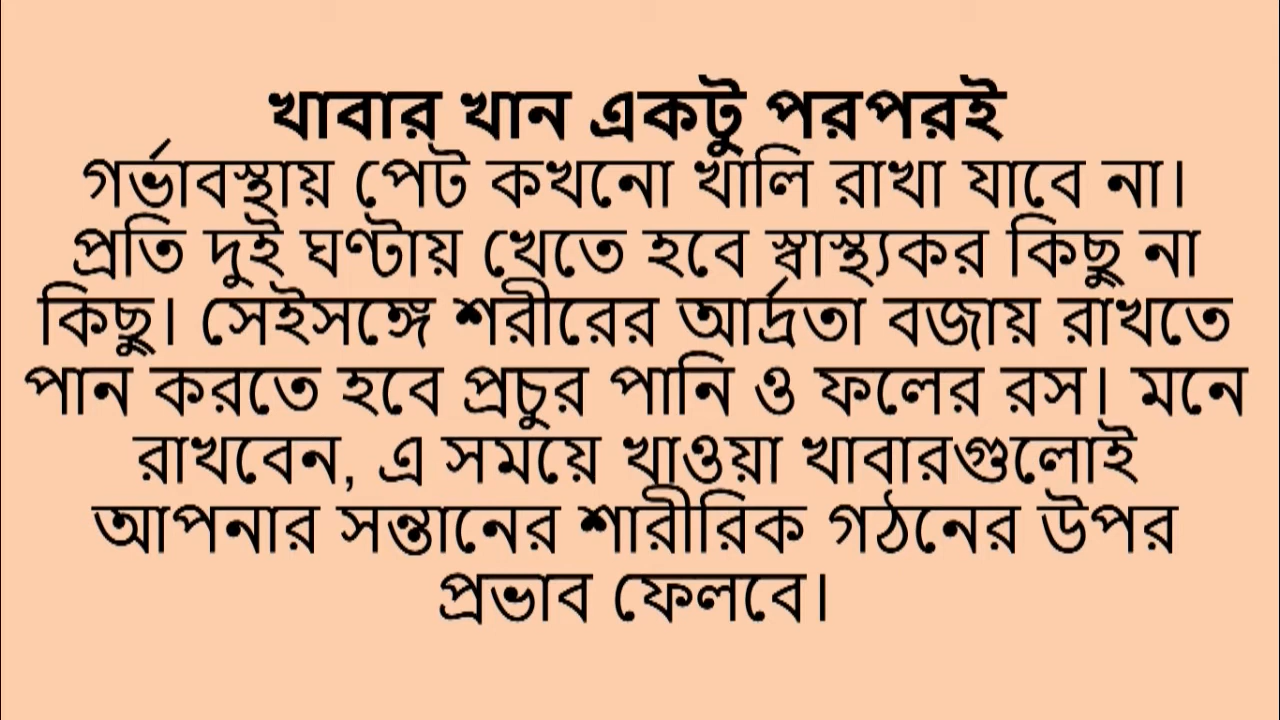 খাবার খান একটু পরপরই
গর্ভাবস্থায় পেট কখনো খালি রাখা যাবে না।
প্রতি দুই ঘণ্টায় খেতে হবে স্বাস্থ্যকর কিছু না
কিছু। সেইসঙ্গে শরীরের আর্দ্রতা বজায় রাখতে
পান করতে হবে প্রচুর পানি ও ফলের রস। মনে
রাখবেন, এ সময়ে খাওয়া খাবারগুলোই
আপনার সন্তানের শারীরিক গঠনের উপর
প্রভাব ফেলবে।